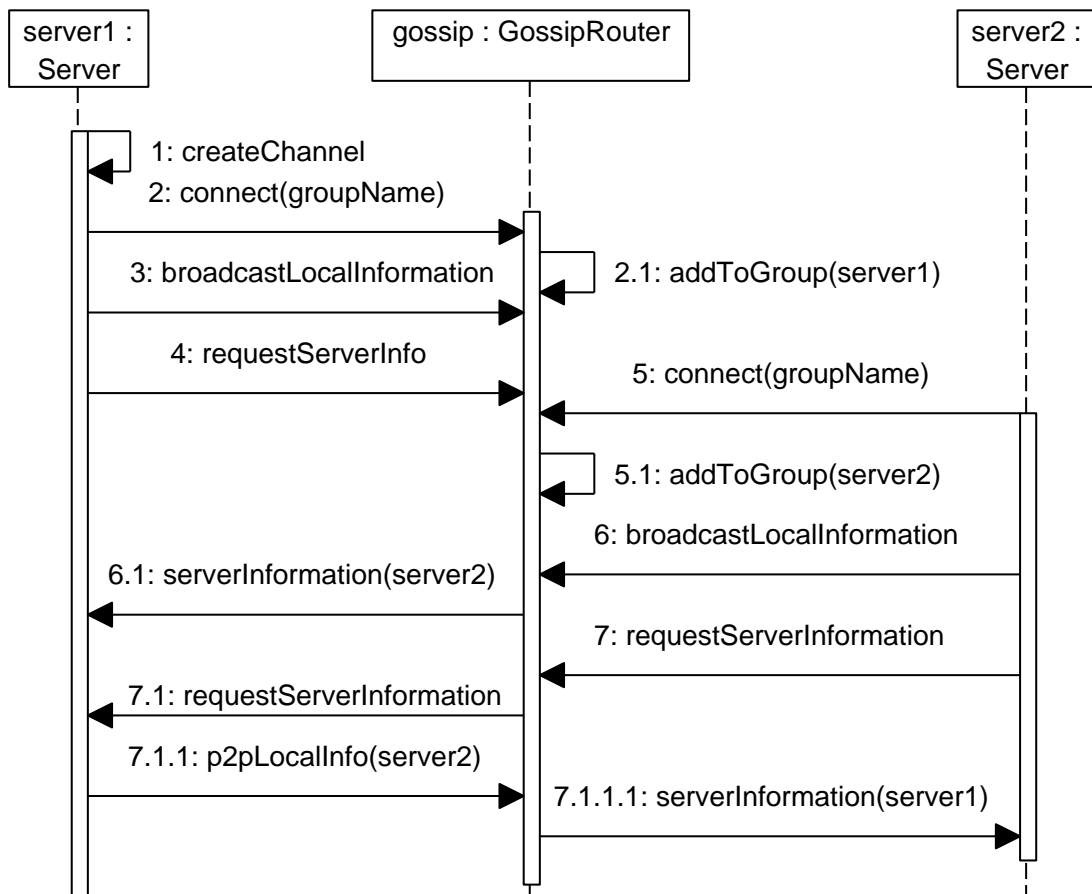 server1 :
Server
gossip : GossipRouter
server2 :
Server
1: createChannel
2: connect(groupName)
3: broadcastLocalInformation
2.1: addToGroup(server1)
4: requestServerInfo
5: connect(groupName)
5.1: addToGroup(server2)
6: broadcastLocalInformation
6.1: serverInformation(server2)
7: requestServerInformation
7.1: requestServerInformation
7.1.1: p2pLocalInfo(server2)
7.1.1.1: serverInformation(server1)